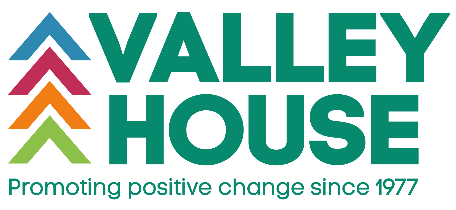 VALLEY
HOUSE
Promoting positive change since 1977